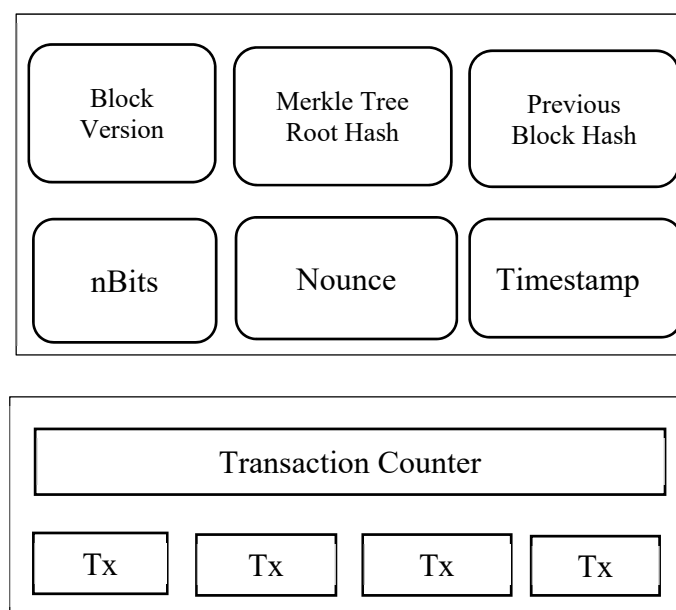 Block
Version
Merkle Tree
Root Hash
Previous
Block Hash
nBits
Nounce
Timestamp
Transaction Counter
Tx
Tx
Tx
Tx